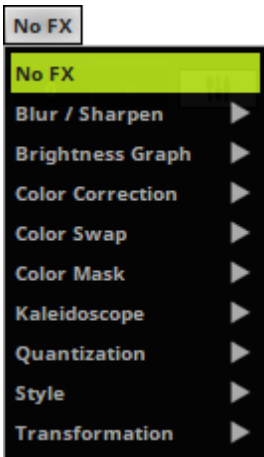 No FX
No FX
Blur / Sharpen
Brightness Graph
Color Correction
Color Swap
Color Mask
Kaleidoscope
Quantization
Style
Transformation